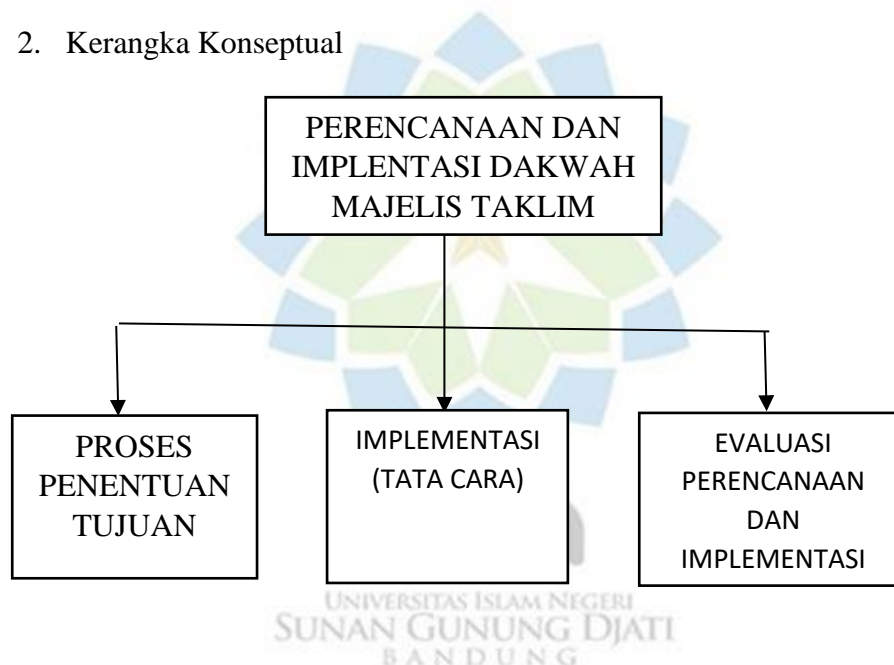 2. Kerangka Konseptual
PERENCANAAN DAN
IMPLENTASI DAKWAH
MAJELIS TAKLIM
PROSES
PENENTUAN
TUJUAN
IMPLEMENTASI
(TATA CARA)
EVALUASI
PERENCANAAN
DAN
IMPLEMENTASI
UNIVERSITAS ISLAM NEGERI
SUNAN GUNUNG DJATI
BANDUNG